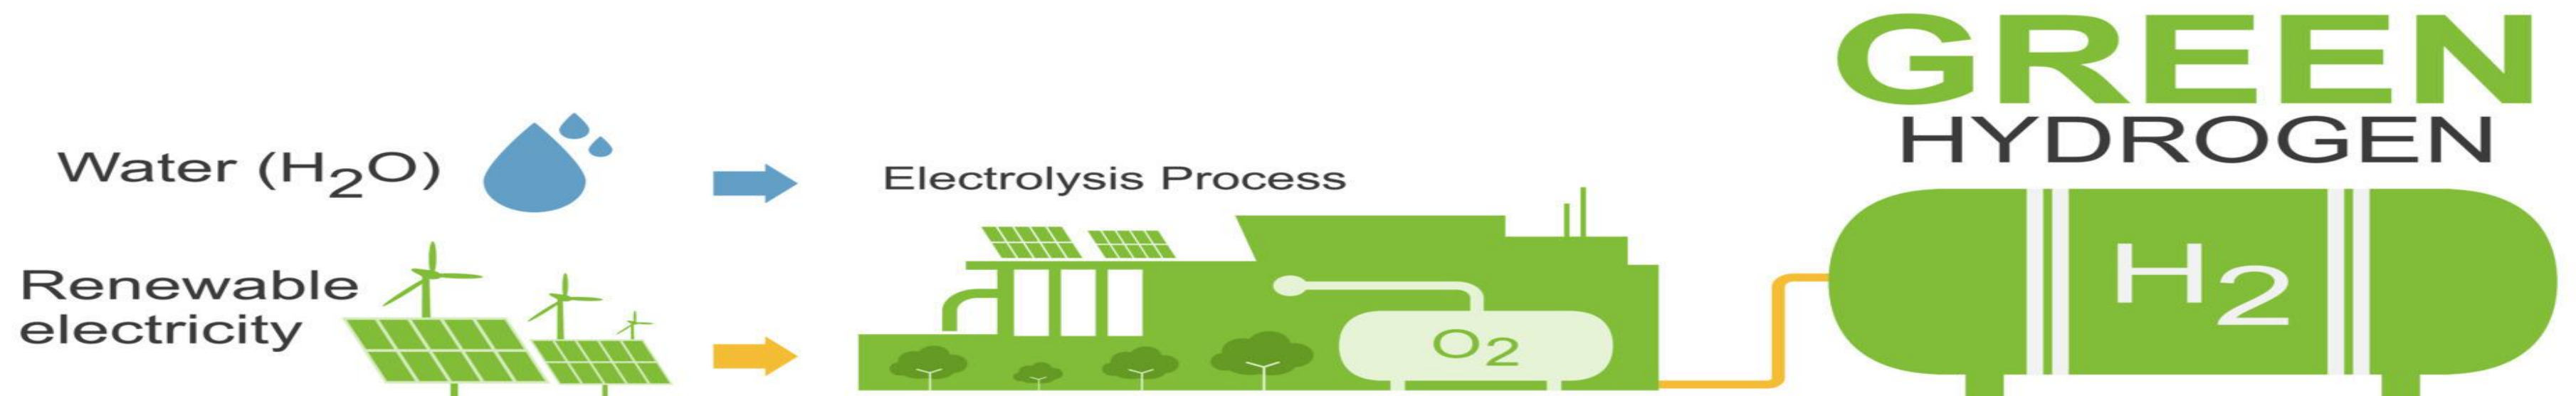 Water (H₂O)
Renewable
electricity
Electrolysis Process
O₂
GREEN
HYDROGEN
H₂